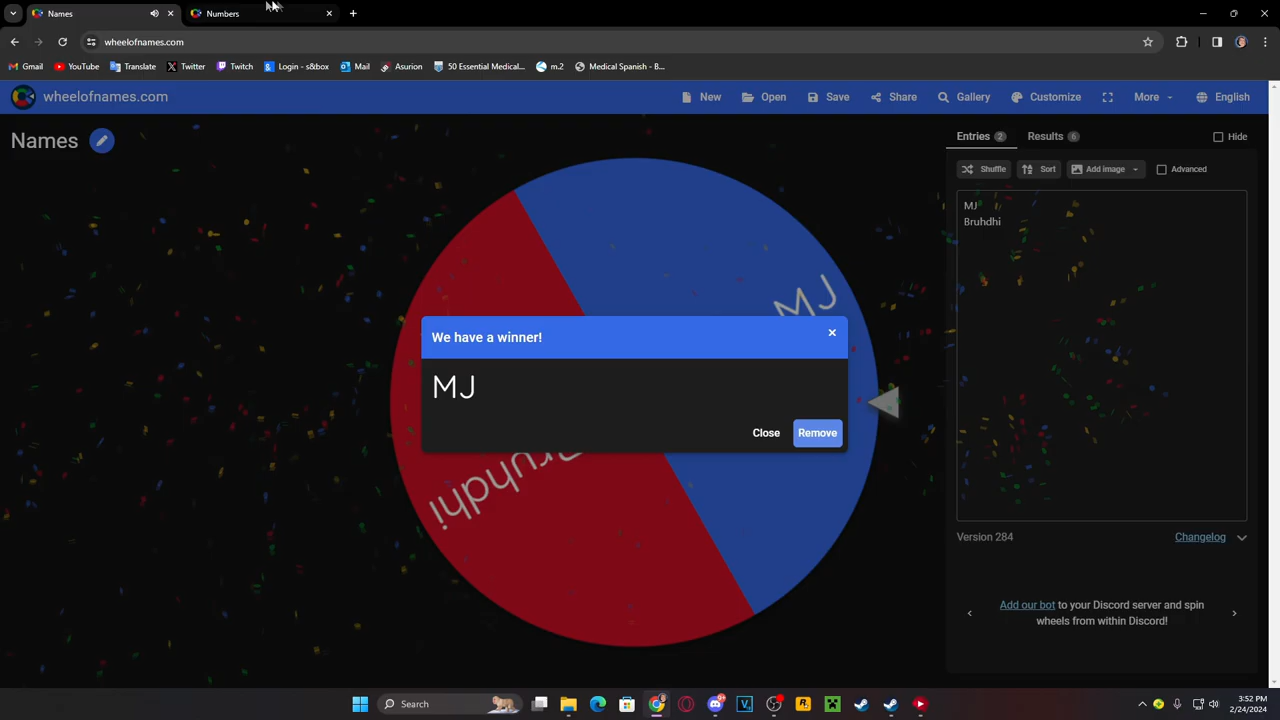 Names
Numbers
wheelofnames.com
Gmail
YouTube
Translate
Twitter
Twitch
Login - s&box
Mail
Asurion
50 Essential Medical...
m.2
Medical Spanish - B...
wheelofnames.com
New
Open
Save
Share
Gallery
Customize
More
English
Names
Entries 2
Results 6
Hide
Shuffle
Sort
Add image
Advanced
MJ
Bruhdhi
MJ
We have a winner!
MJ
Close
Remove
Bruhdhi
Version 284
Changelog
Add our bot to your Discord server and spin
wheels from within Discord!
Search
3:52 PM
2/24/2024